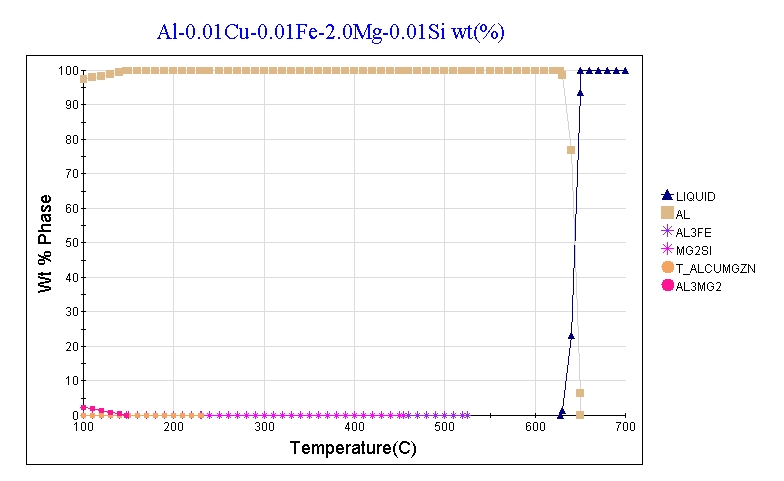 Al-0.01Cu-0.01Fe-2.0Mg-0.01Si wt(%)
100
90
80
70
60
50
40
30
20
10
0
Wt % Phase
100 200 300 400 500 600 700
Temperature(C)
LIQUID
AL
AL3FE
MG2SI
T_ALCUMGZN
AL3MG2